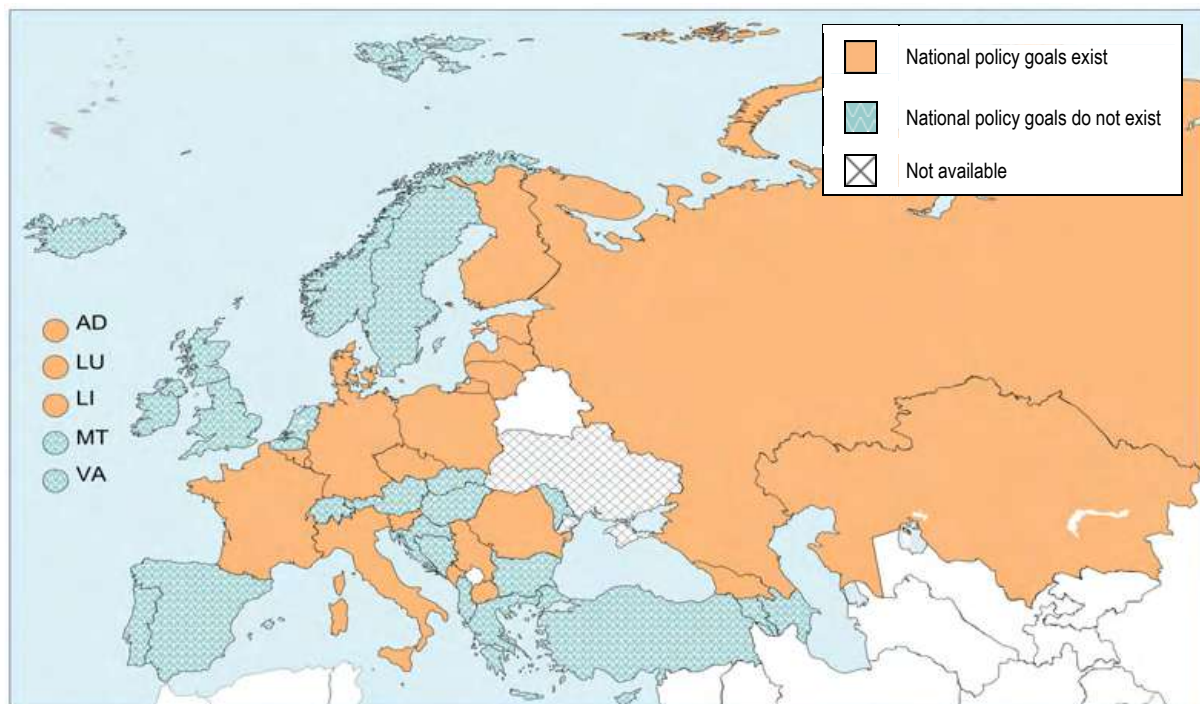 National policy goals exist
National policy goals do not exist
Not available
AD
LU
LI
MT
VA